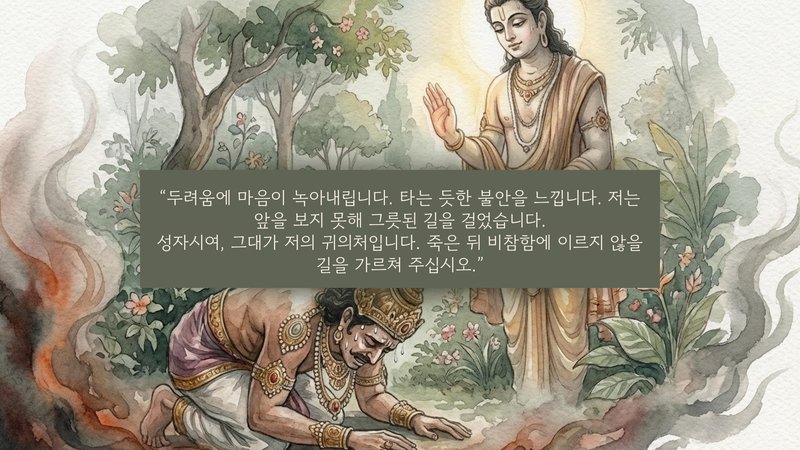 “두려움에 마음이 녹아내립니다. 타는 듯한 불안을 느낍니다. 저는
앞을 보지 못해 그릇된 길을 걸었습니다.
성자시여, 그대가 저의 귀의처입니다. 죽은 뒤 비참함에 이르지 않을
길을 가르쳐 주십시오.”